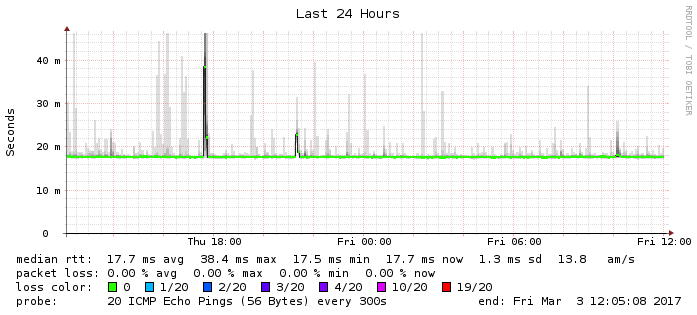 Last 24 Hours
RRDTOOL / TOBI OETIKER
Seconds
40 m
30 m
20 m
10 m
0
Thu 18:00 Fri 00:00 Fri 06:00 Fri 12:00
median rtt: 17.7 ms avg 38.4 ms max 17.5 ms min 17.7 ms now 1.3 ms sd 13.8 am/s
packet loss: 0.00 % avg 0.00 % max 0.00 % min 0.00 % now
loss color: 0 1/20 2/20 3/20 4/20 10/20 19/20
probe: 20 ICMP Echo Pings (56 Bytes) every 300s end: Fri Mar 3 12:05:08 2017